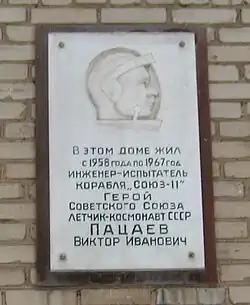 В ЭТОМ ДОМЕ ЖИЛ
С 1958 ГОДА ПО 1967 ГОД
ИНЖЕНЕР-ИСПЫТАТЕЛЬ
КОРАБЛЯ „СОЮЗ-11"
ГЕРОЙ
СОВЕТСКОГО СОЮЗА
ЛЕТЧИК-КОСМОНАВТ СССР
ПАЦАЕВ
ВИКТОР ИВАНОВИЧ